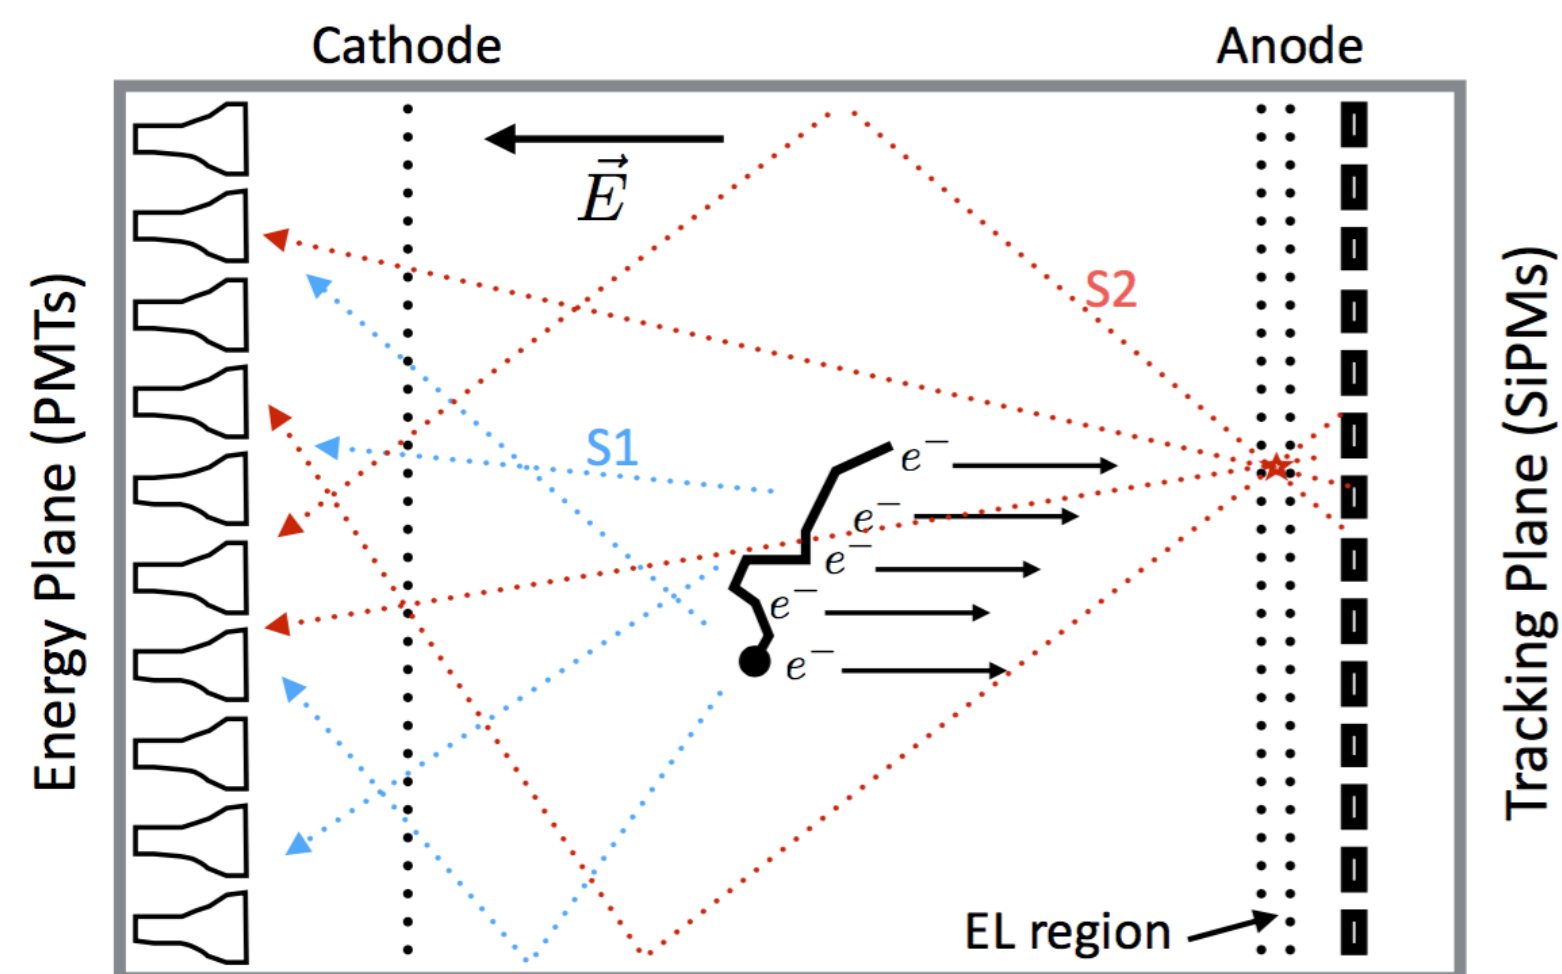 Cathode
Anode
E⃗
S2
S1
e⁻
e⁻
e⁻
e⁻
e⁻
EL region
Energy Plane (PMTs)
Tracking Plane (SiPMs)